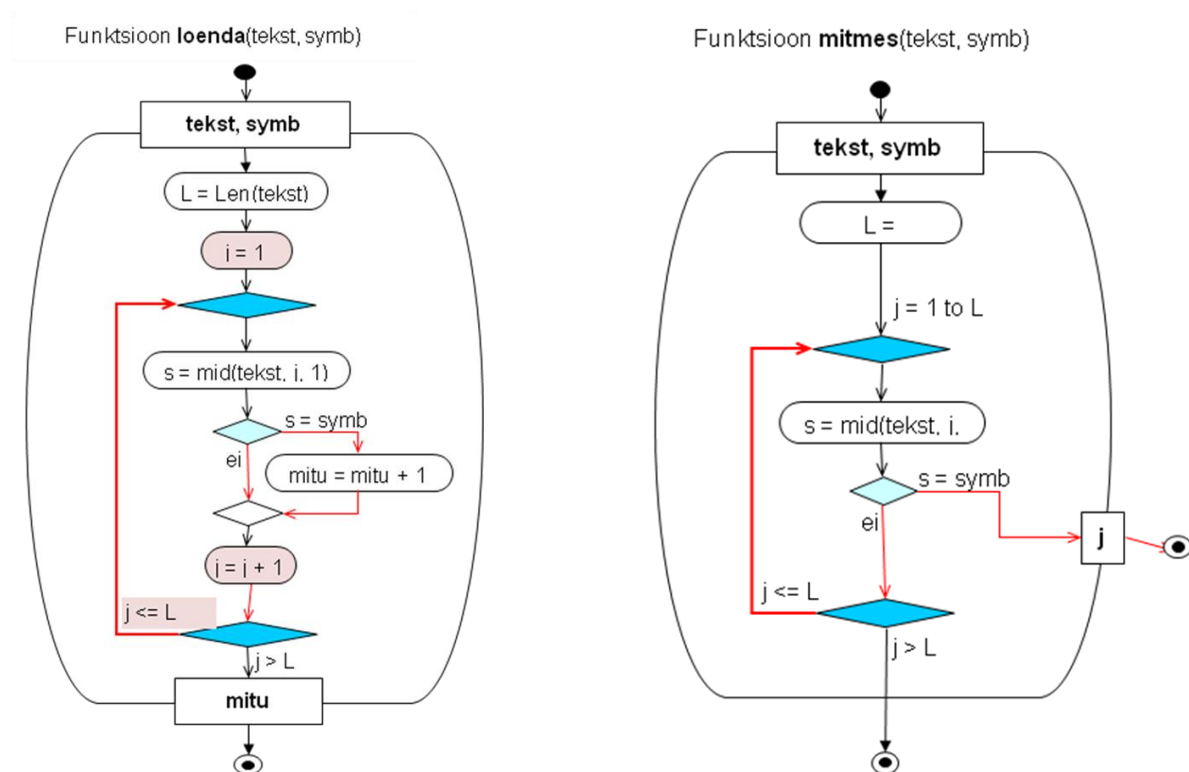 Funktsioon loenda(tekst, symb)
tekst, symb
L = Len(tekst)
j = 1
s = mid(tekst, j, 1)
s = symb
ei
mitu = mitu + 1
j = j + 1
j <= L
j > L
mitu
Funktsioon mitmes(tekst, symb)
tekst, symb
L =
j = 1 to L
s = mid(tekst, j,
s = symb
ei
j
j <= L
j > L